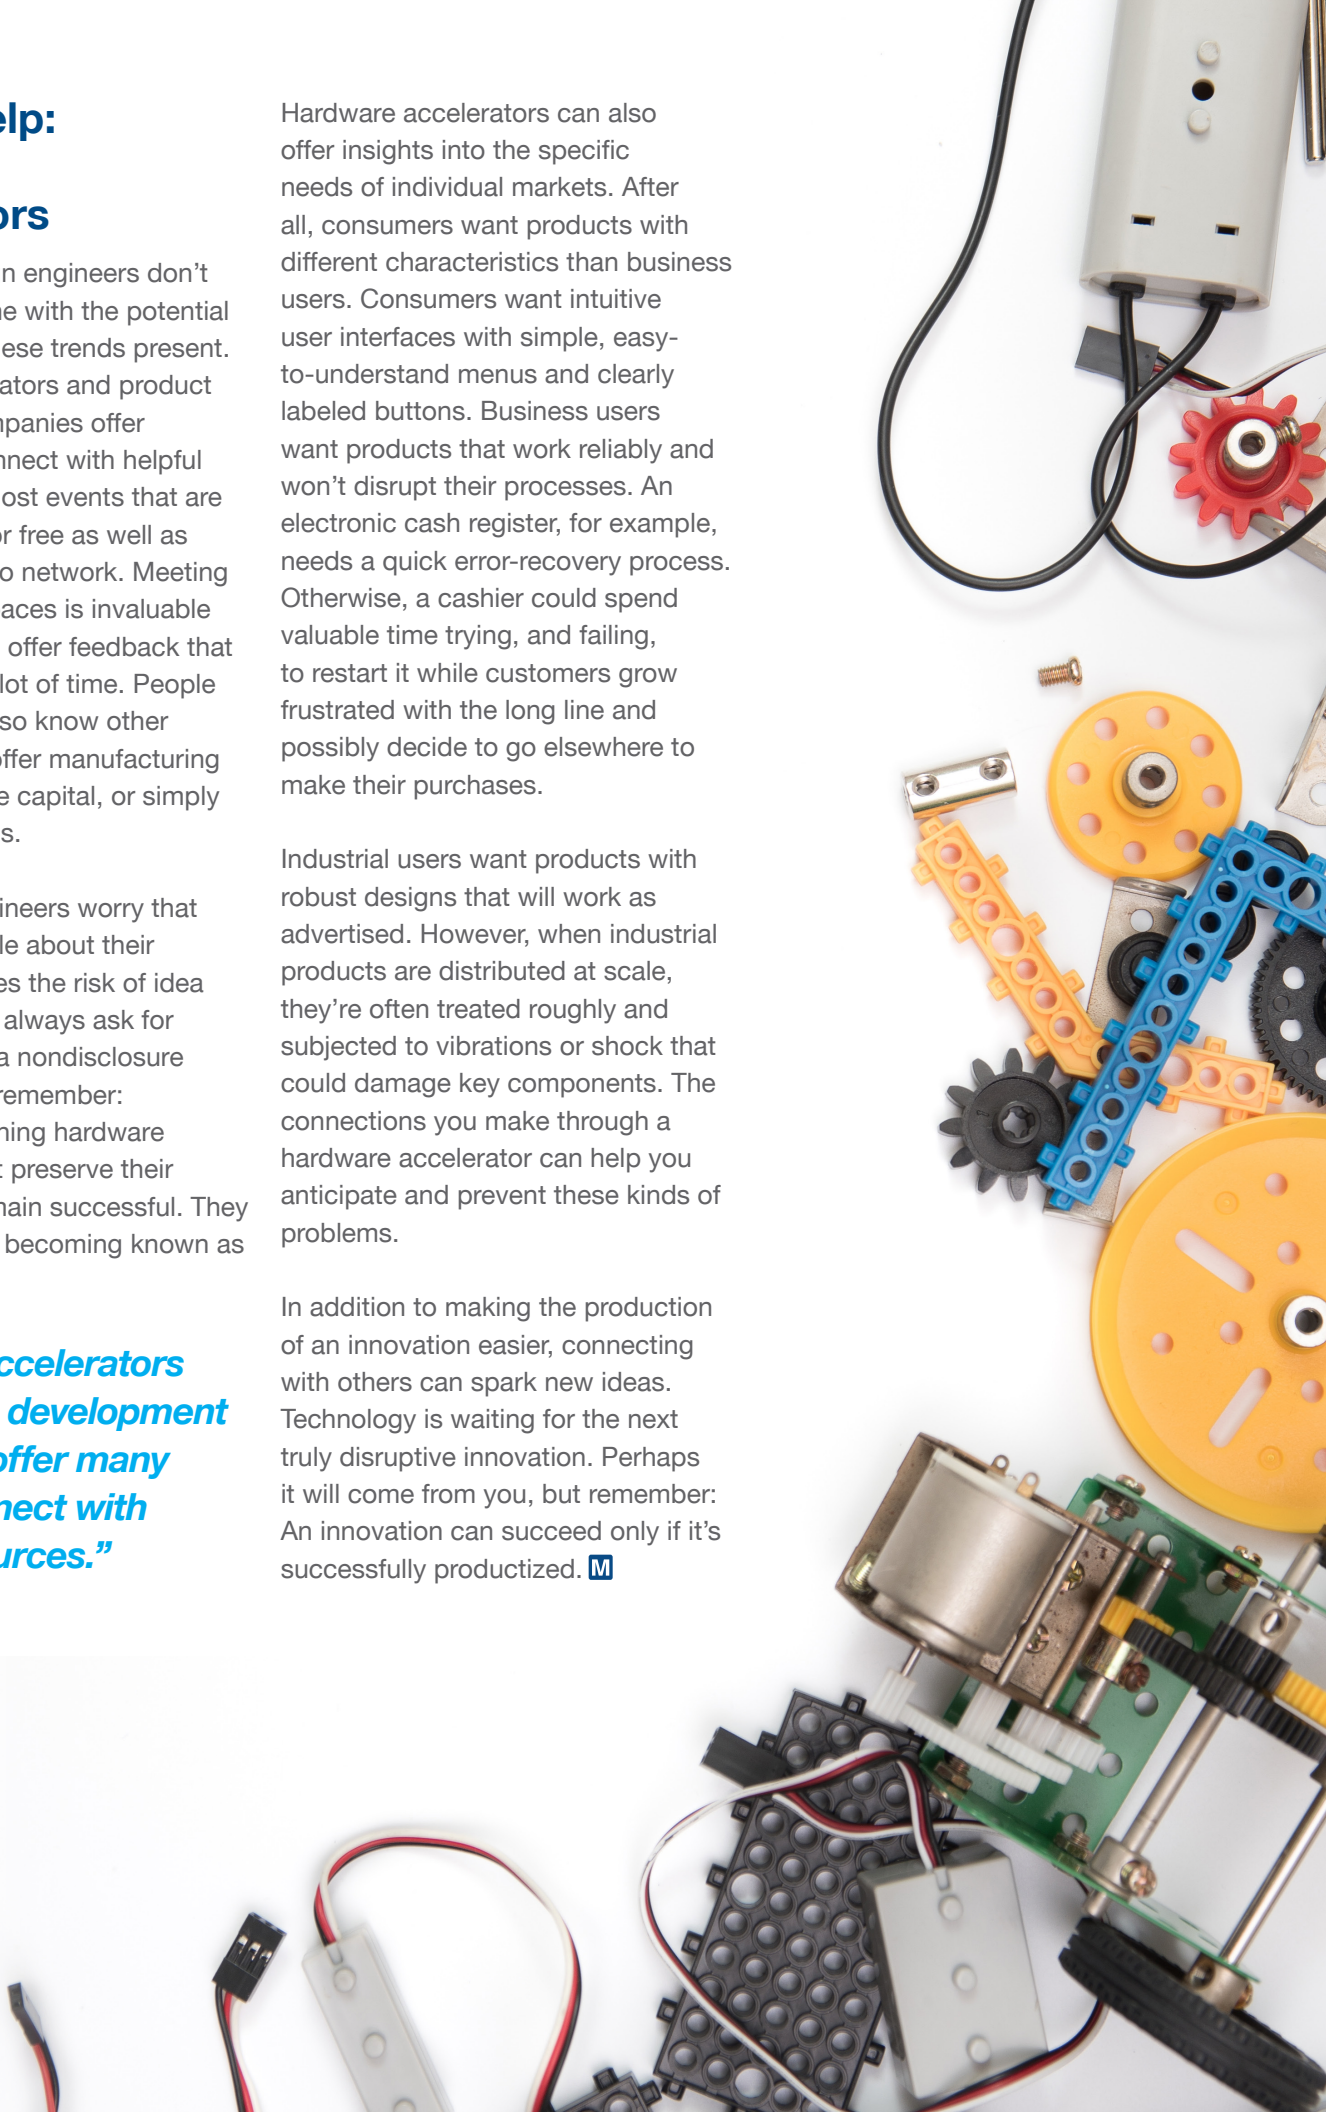 elp:
ors
n engineers don't
e with the potential
ese trends present.
ators and product
panies offer
nnect with helpful
ost events that are
or free as well as
o network. Meeting
aces is invaluable
offer feedback that
lot of time. People
so know other
offer manufacturing
e capital, or simply
s.
ineers worry that
le about their
es the risk of idea
always ask for
a nondisclosure
remember:
ning hardware
t preserve their
main successful. They
becoming known as
ccelerators
development
offer many
nect with
urces.”
Hardware accelerators can also
offer insights into the specific
needs of individual markets. After
all, consumers want products with
different characteristics than business
users. Consumers want intuitive
user interfaces with simple, easy-
to-understand menus and clearly
labeled buttons. Business users
want products that work reliably and
won't disrupt their processes. An
electronic cash register, for example,
needs a quick error-recovery process.
Otherwise, a cashier could spend
valuable time trying, and failing,
to restart it while customers grow
frustrated with the long line and
possibly decide to go elsewhere to
make their purchases.
Industrial users want products with
robust designs that will work as
advertised. However, when industrial
products are distributed at scale,
they're often treated roughly and
subjected to vibrations or shock that
could damage key components. The
connections you make through a
hardware accelerator can help you
anticipate and prevent these kinds of
problems.
In addition to making the production
of an innovation easier, connecting
with others can spark new ideas.
Technology is waiting for the next
truly disruptive innovation. Perhaps
it will come from you, but remember:
An innovation can succeed only if it's
successfully productized. M